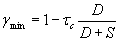 γ_min = 1 − τ_c D / (D + S)